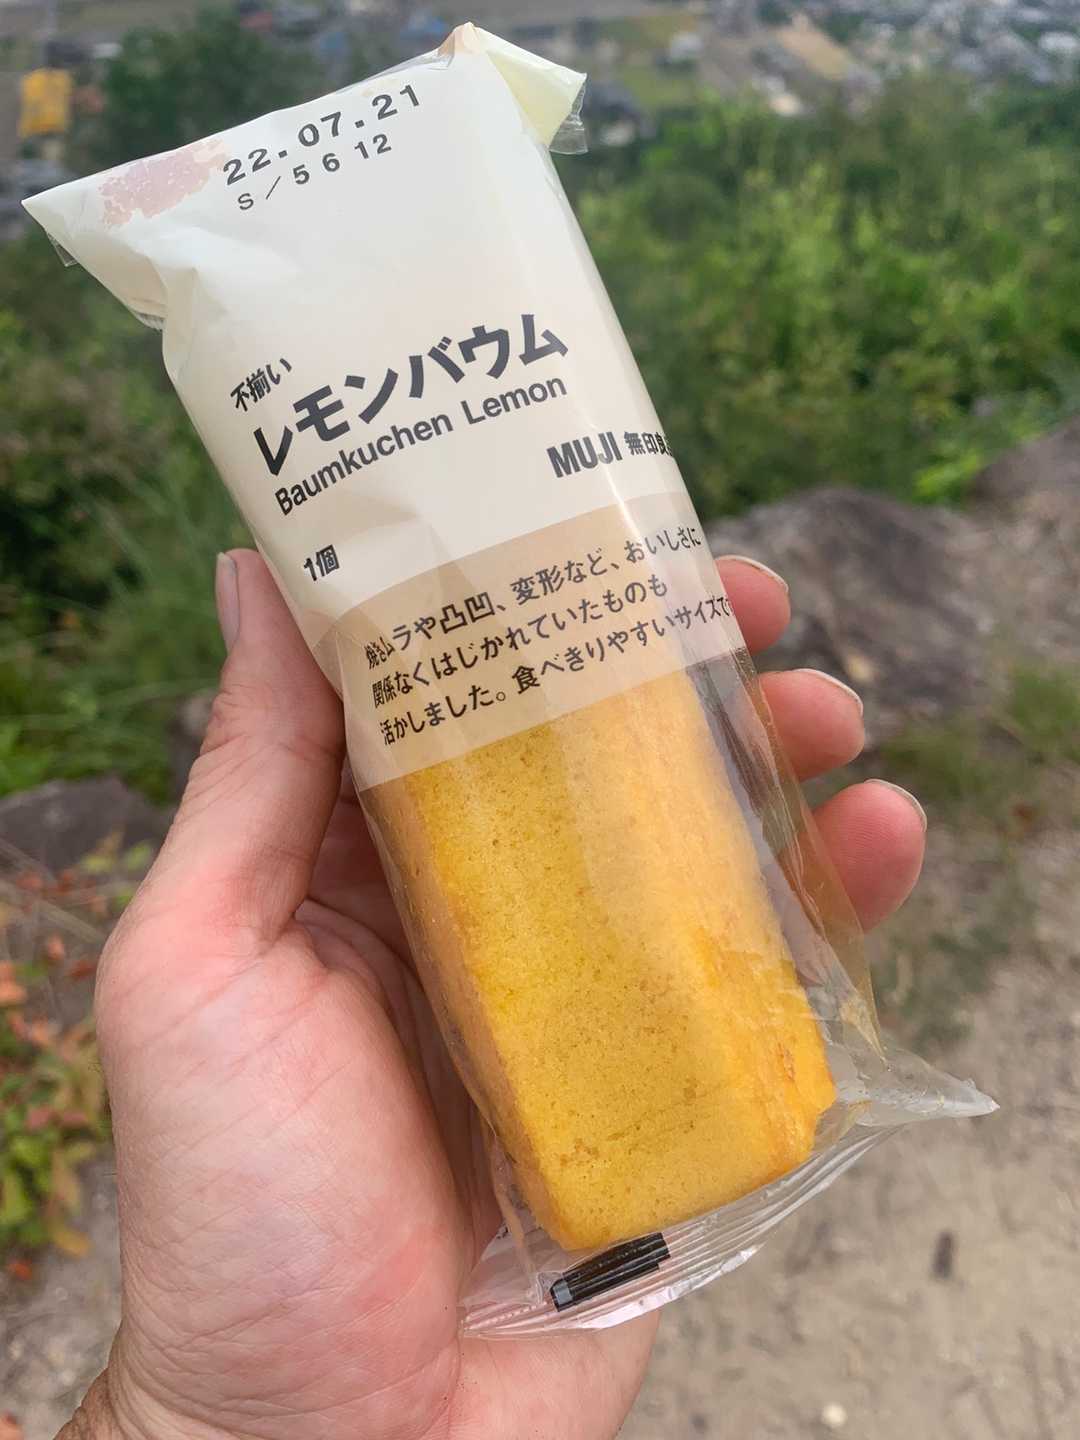 22.07.21
S/5 6 12
不揃い
レモンバウム
Baumkuchen Lemon
MUJI 無印良
1個
焼きムラや凸凹、変形など、おいしさに
関係なくはじかれていたものも
活かしました。食べきりやすいサイズで